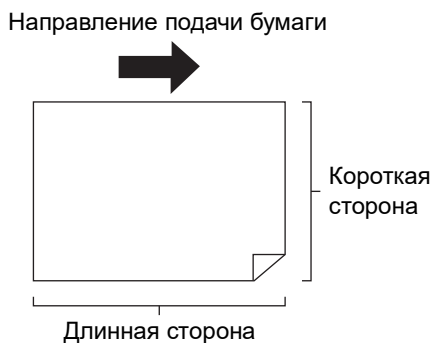 Направление подачи бумаги
Короткая
сторона
Длинная сторона